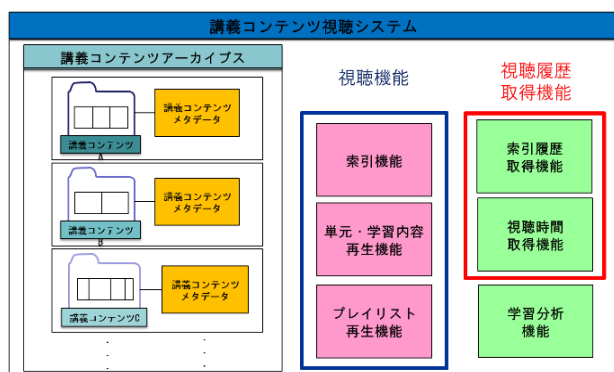 講義コンテンツ視聴システム
講義コンテンツアーカイブス
講義コンテンツ
メタデータ
講義コンテンツ
A
講義コンテンツ
メタデータ
講義コンテンツ
B
講義コンテンツ
メタデータ
講義コンテンツC
視聴機能
索引機能
単元・学習内容
再生機能
プレイリスト
再生機能
視聴履歴
取得機能
索引履歴
取得機能
視聴時間
取得機能
学習分析
機能